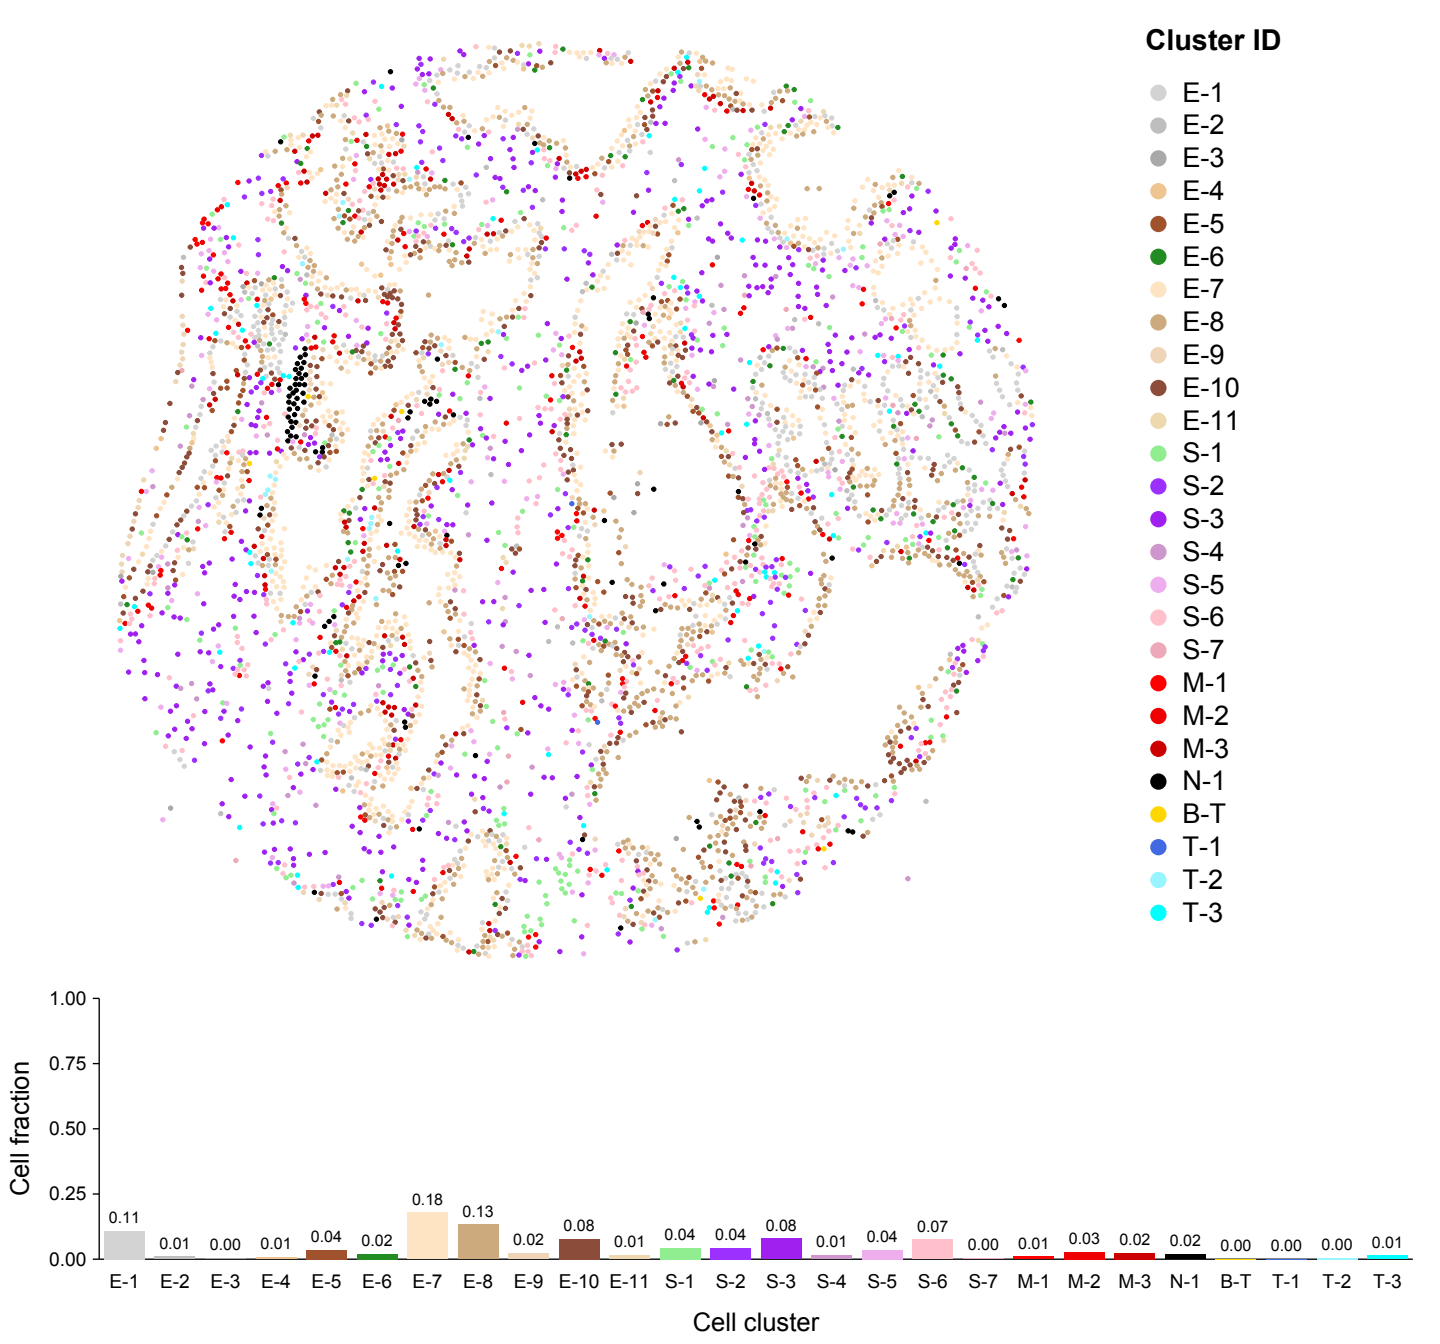 Cluster ID
E-1
E-2
E-3
E-4
E-5
E-6
E-7
E-8
E-9
E-10
E-11
S-1
S-2
S-3
S-4
S-5
S-6
S-7
M-1
M-2
M-3
N-1
B-T
T-1
T-2
T-3
1.00
0.75
0.50
0.25
0.00
Cell fraction
0.11 0.01 0.00 0.01 0.04 0.02 0.18 0.13 0.02 0.08 0.01 0.04 0.04 0.08 0.01 0.04 0.07 0.00 0.01 0.03 0.02 0.02 0.00 0.00 0.00 0.01
E-1 E-2 E-3 E-4 E-5 E-6 E-7 E-8 E-9 E-10 E-11 S-1 S-2 S-3 S-4 S-5 S-6 S-7 M-1 M-2 M-3 N-1 B-T T-1 T-2 T-3
Cell cluster